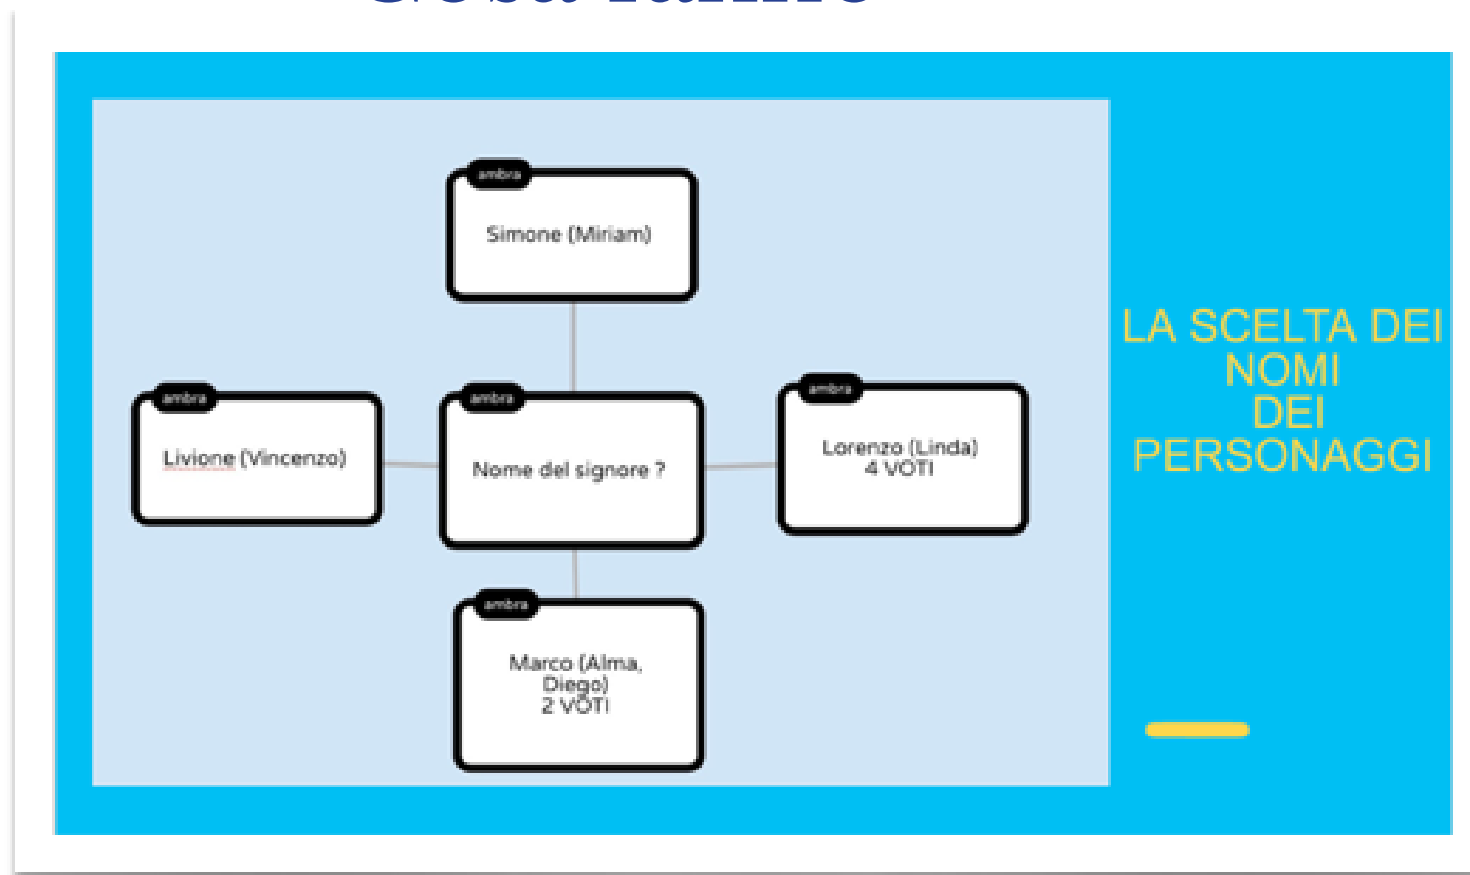 ambra
Simone (Miriam)
ambra
Livione (Vincenzo)
ambra
Nome del signore ?
ambra
Lorenzo (Linda)
4 VOTI
ambra
Marco (Alma,
Diego)
2 VOTI
LA SCELTA DEI
NOMI
DEI
PERSONAGGI